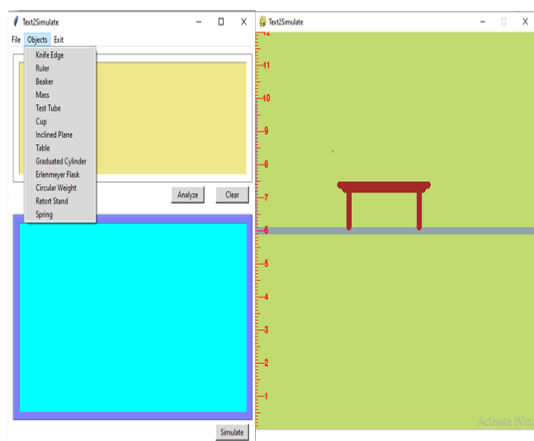 Text2Simulate
File Objects Exit
Knife Edge
Ruler
Beaker
Mass
Test Tube
Cup
Inclined Plane
Table
Graduated Cylinder
Erlenmeyer Flask
Circular Weight
Retort Stand
Spring
Analyze Clear
Simulate
Text2Simulate
12
11
10
9
8
7
6
5
4
3
2
1
Activate Wind